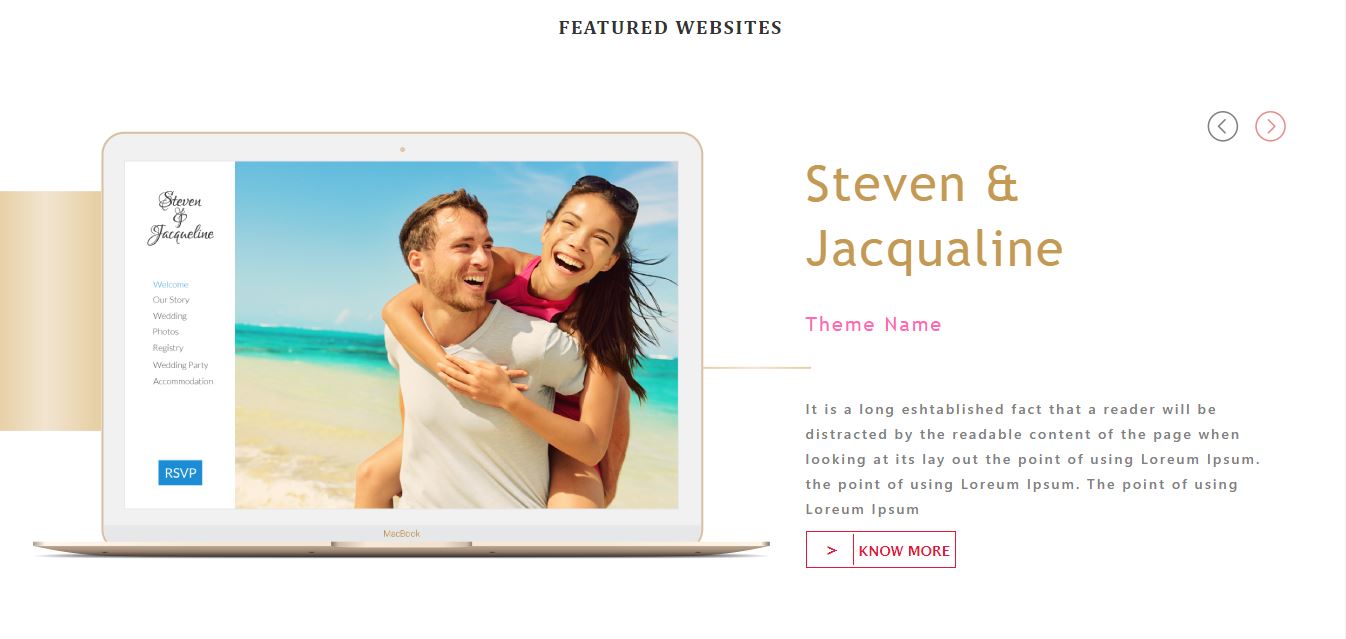 FEATURED WEBSITES
Steven
&
Jacqueline
Welcome
Our Story
Wedding
Photos
Registry
Wedding Party
Accommodation
RSVP
MacBook
Steven &
Jacqualine
Theme Name
It is a long eshtablished fact that a reader will be
distracted by the readable content of the page when
looking at its lay out the point of using Loreum Ipsum.
the point of using Loreum Ipsum. The point of using
Loreum Ipsum
> KNOW MORE